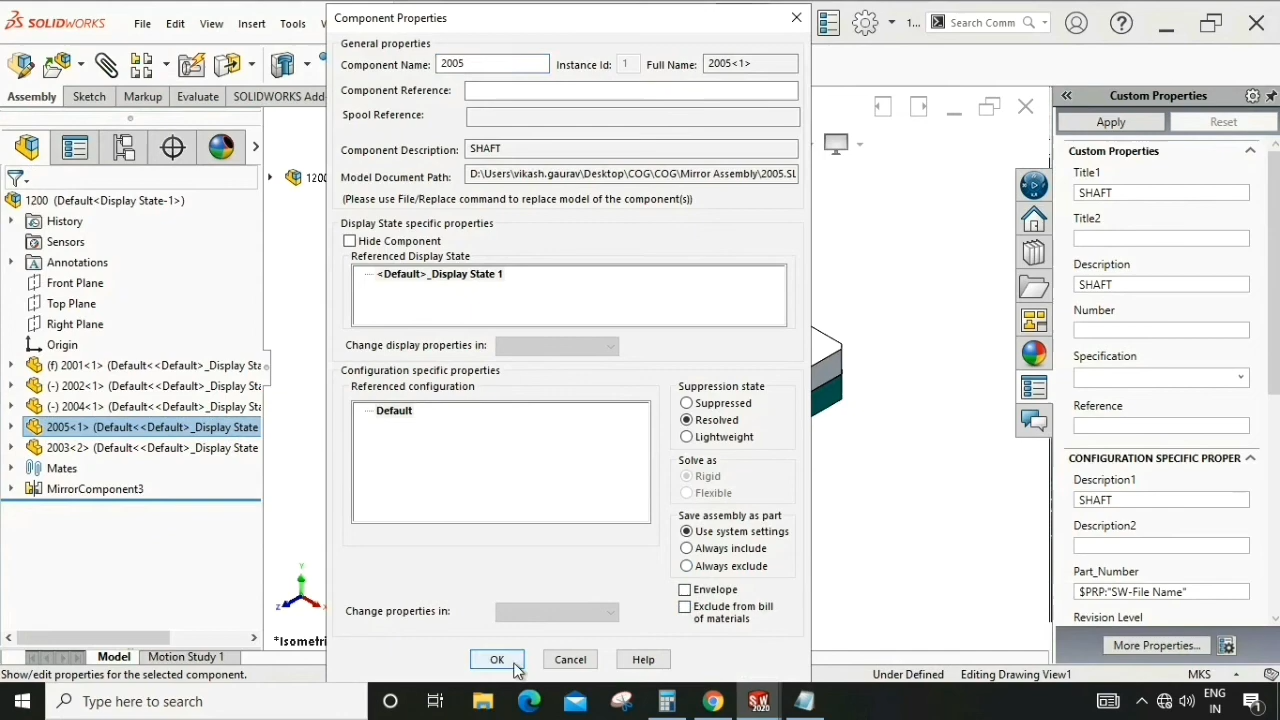 SOLIDWORKS
File
Edit
View
Insert
Tools
1...
Search Comm
Component Properties
General properties
Component Name:
2005
Instance Id:
1
Full Name:
2005<1>
Component Reference:
Spool Reference:
Component Description:
SHAFT
Model Document Path:
D:\Users\vikash.gaurav\Desktop\COG\COG\Mirror Assembly\2005.SL
(Please use File/Replace command to replace model of the component(s))
Display State specific properties
Hide Component
Referenced Display State
<Default>_Display State 1
Change display properties in:
Configuration specific properties
Referenced configuration
Default
Suppression state
Suppressed
Resolved
Lightweight
Solve as
Rigid
Flexible
Save assembly as part
Use system settings
Always include
Always exclude
Envelope
Exclude from bill
of materials
Change properties in:
OK
Cancel
Help
Assembly
Sketch
Markup
Evaluate
SOLIDWORKS Add
1200 (Default<Display State-1>)
History
Sensors
Annotations
Front Plane
Top Plane
Right Plane
Origin
(f) 2001<1> (Default<<Default>_Display Sta
(-) 2002<1> (Default<<Default>_Display Sta
(-) 2004<1> (Default<<Default>_Display Sta
2005<1> (Default<<Default>_Display State
2003<2> (Default<<Default>_Display State
Mates
MirrorComponent3
1200
Y
Z
X
*Isometri
Model
Motion Study 1
Custom Properties
Apply
Reset
Custom Properties
Title1
SHAFT
Title2
Description
SHAFT
Number
Specification
Reference
CONFIGURATION SPECIFIC PROPER
Description1
SHAFT
Description2
Part_Number
$PRP:"SW-File Name"
Revision Level
More Properties...
Show/edit properties for the selected component.
Under Defined
Editing Drawing View1
MKS
Type here to search
SW
2020
ENG
IN
1